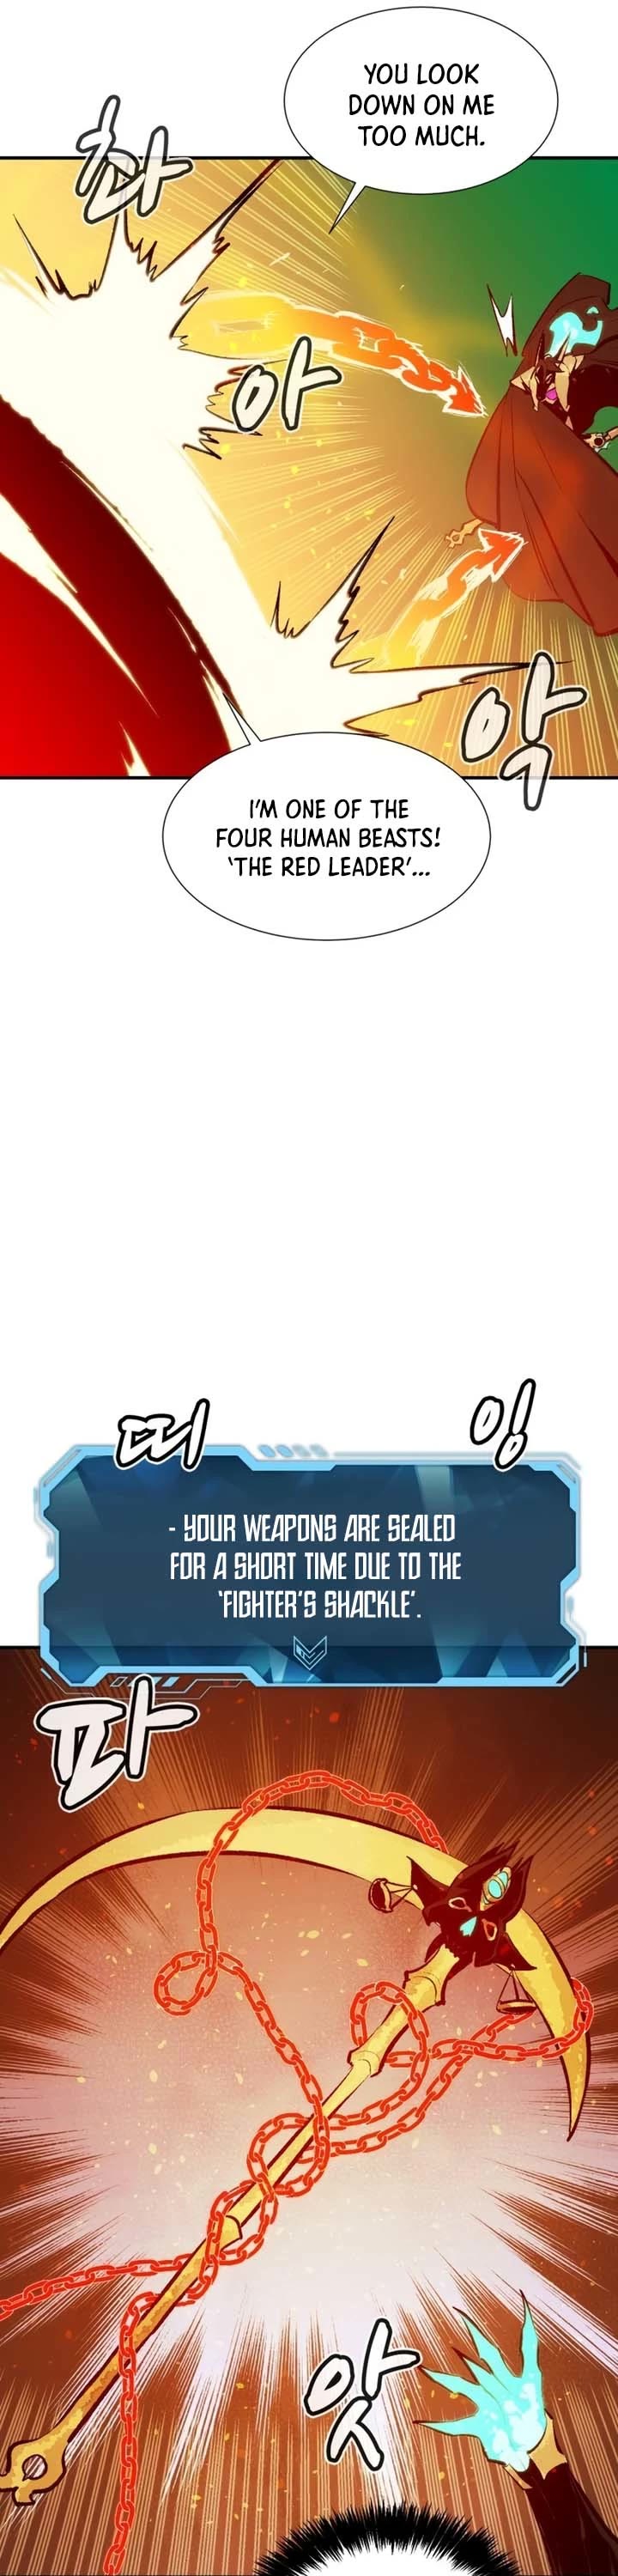 YOU LOOK
DOWN ON ME
TOO MUCH.
촤
아
악
I'M ONE OF THE
FOUR HUMAN BEASTS!
'THE RED LEADER'...
띠
잉
- YOUR WEAPONS ARE SEALED
FOR A SHORT TIME DUE TO THE
'FIGHTER'S SHACKLE'.
파
앗